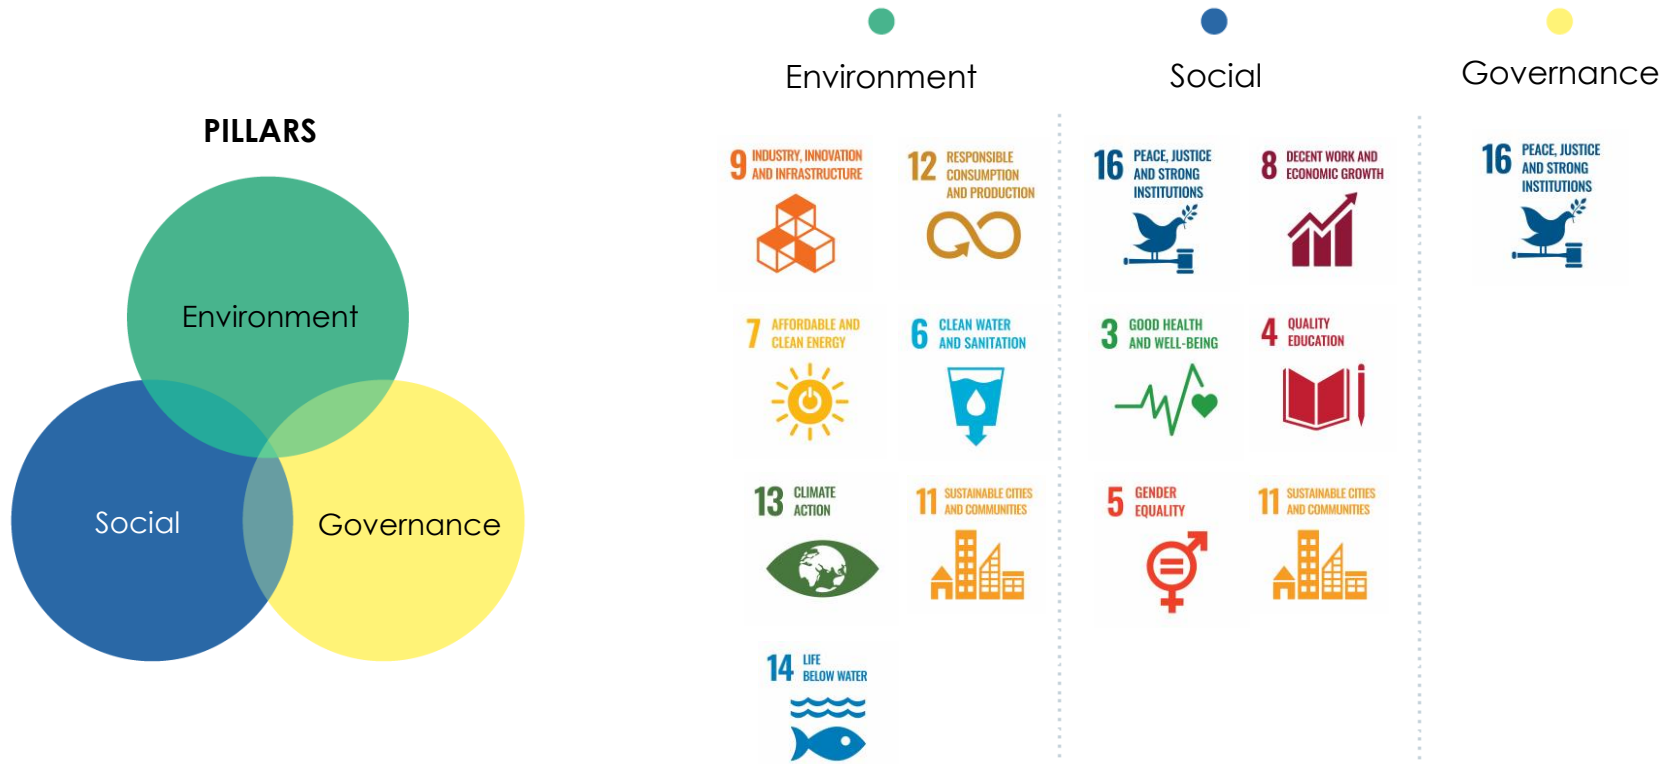 PILLARS
Environment
Social
Governance
Environment
9 INDUSTRY, INNOVATION
AND INFRASTRUCTURE
12 RESPONSIBLE
CONSUMPTION
AND PRODUCTION
7 AFFORDABLE AND
CLEAN ENERGY
6 CLEAN WATER
AND SANITATION
13 CLIMATE
ACTION
11 SUSTAINABLE CITIES
AND COMMUNITIES
14 LIFE
BELOW WATER
Social
16 PEACE, JUSTICE
AND STRONG
INSTITUTIONS
8 DECENT WORK AND
ECONOMIC GROWTH
3 GOOD HEALTH
AND WELL-BEING
4 QUALITY
EDUCATION
5 GENDER
EQUALITY
11 SUSTAINABLE CITIES
AND COMMUNITIES
Governance
16 PEACE, JUSTICE
AND STRONG
INSTITUTIONS